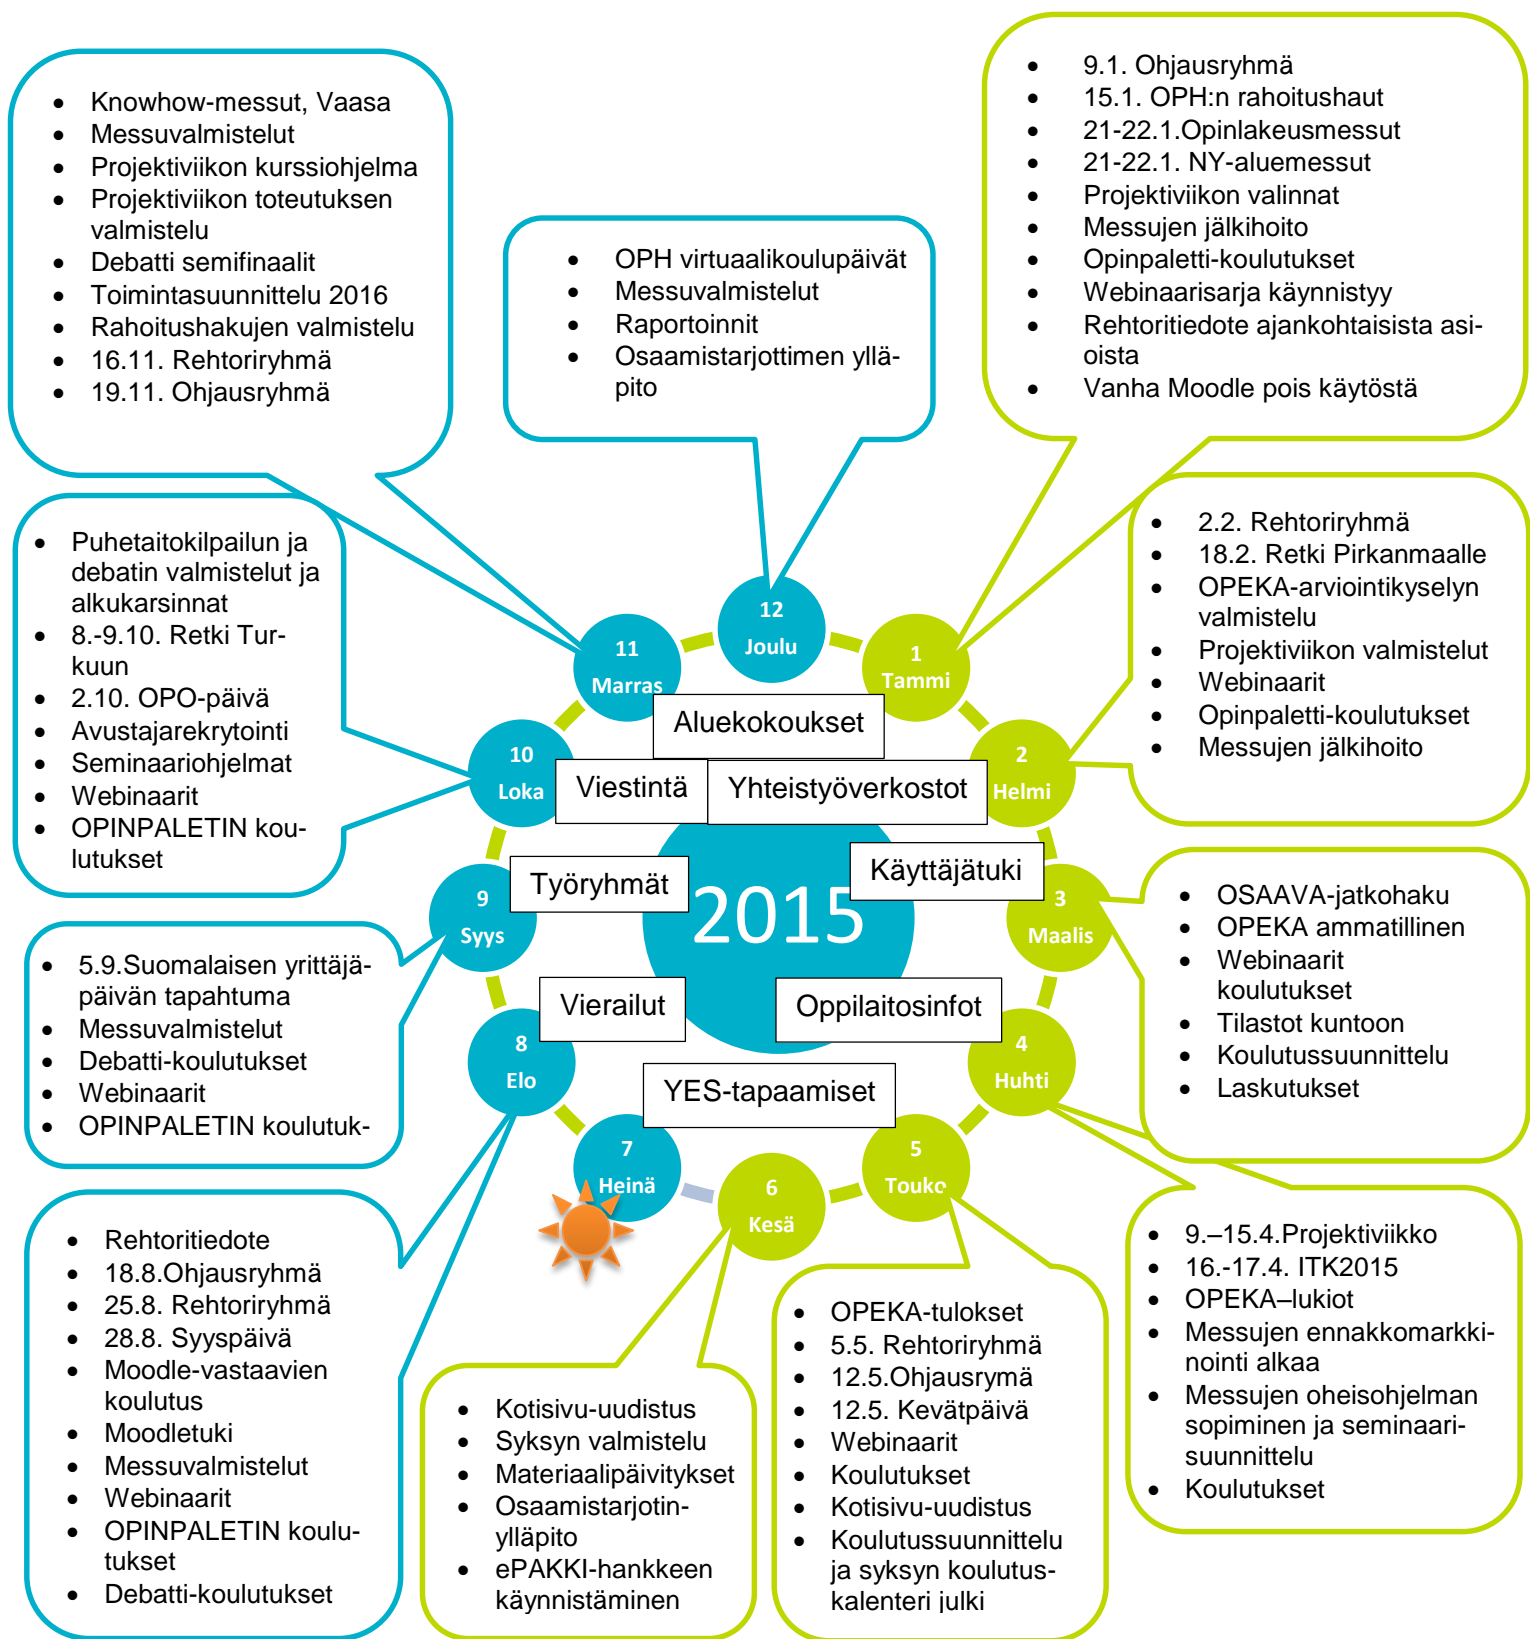 • Knowhow-messut, Vaasa
• Messuvalmistelut
• Projektiviikon kurssiohjelma
• Projektiviikon toteutuksen
valmistelu
• Debatti semifinaalit
• Toimintasuunnittelu 2016
• Rahoitushakujen valmistelu
• 16.11. Rehtoriryhmä
• 19.11. Ohjausryhmä
• OPH virtuaalikoulupäivät
• Messuvalmistelut
• Raportoinnit
• Osaamistarjottimen yllä-
pito
• 9.1. Ohjausryhmä
• 15.1. OPH:n rahoitushaut
• 21-22.1.Opinlakeusmessut
• 21-22.1. NY-aluemessut
• Projektiviikon valinnat
• Messujen jälkihoito
• Opinpaletti-koulutukset
• Webinaarisarja käynnistyy
• Rehtoritiedote ajankohtaisista asi-
oista
• Vanha Moodle pois käytöstä
• Puhetaitokilpailun ja
debatin valmistelut ja
alkukarsinnat
• 8.-9.10. Retki Tur-
kuun
• 2.10. OPO-päivä
• Avustajarekrytointi
• Seminaariohjelmat
• Webinaarit
• OPINPALETIN kou-
lutukset
• 2.2. Rehtoriryhmä
• 18.2. Retki Pirkanmaalle
• OPEKA-arviointikyselyn
valmistelu
• Projektiviikon valmistelut
• Webinaarit
• Opinpaletti-koulutukset
• Messujen jälkihoito
12
Joulu
11
Marras
1
Tammi
10
Loka
2
Helmi
9
Syys
3
Maalis
8
Elo
4
Huhti
7
Heinä
5
Touko
6
Kesä
Aluekokoukset
Viestintä
Yhteistyöverkostot
Työryhmät
Käyttäjätuki
2015
Vierailut
Oppilaitosinfot
YES-tapaamiset
• 5.9.Suomalaisen yrittäjä-
päivän tapahtuma
• Messuvalmistelut
• Debatti-koulutukset
• Webinaarit
• OPINPALETIN koulutuk-
• OSAAVA-jatkohaku
• OPEKA ammatillinen
• Webinaarit
koulutukset
• Tilastot kuntoon
• Koulutussuunnittelu
• Laskutukset
• Rehtoritiedote
• 18.8.Ohjausryhmä
• 25.8. Rehtoriryhmä
• 28.8. Syyspäivä
• Moodle-vastaavien
koulutus
• Moodletuki
• Messuvalmistelut
• Webinaarit
• OPINPALETIN koulu-
tukset
• Debatti-koulutukset
• Kotisivu-uudistus
• Syksyn valmistelu
• Materiaalipäivitykset
• Osaamistarjotin-
ylläpito
• ePAKKI-hankkeen
käynnistäminen
• OPEKA-tulokset
• 5.5. Rehtoriryhmä
• 12.5.Ohjausrymä
• 12.5. Kevätpäivä
• Webinaarit
• Koulutukset
• Kotisivu-uudistus
• Koulutussuunnittelu
ja syksyn koulutus-
kalenteri julki
• 9.–15.4.Projektiviikko
• 16.-17.4. ITK2015
• OPEKA–lukiot
• Messujen ennakkomarkki-
nointi alkaa
• Messujen oheisohjelman
sopiminen ja seminaari-
suunnittelu
• Koulutukset